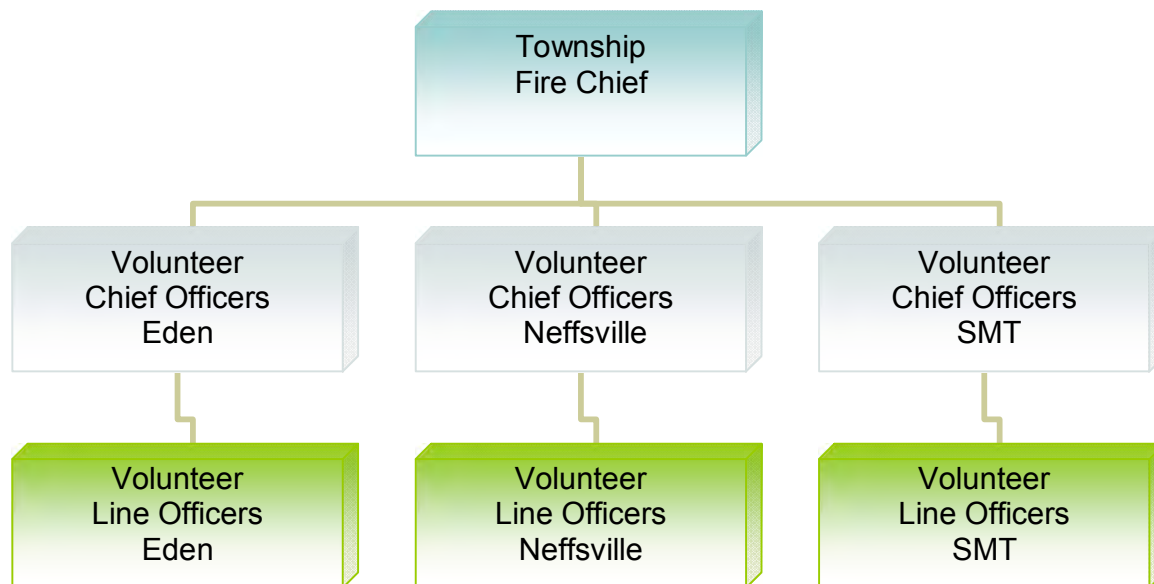 Township
Fire Chief
Volunteer
Chief Officers
Eden
Volunteer
Chief Officers
Neffsville
Volunteer
Chief Officers
SMT
Volunteer
Line Officers
Eden
Volunteer
Line Officers
Neffsville
Volunteer
Line Officers
SMT